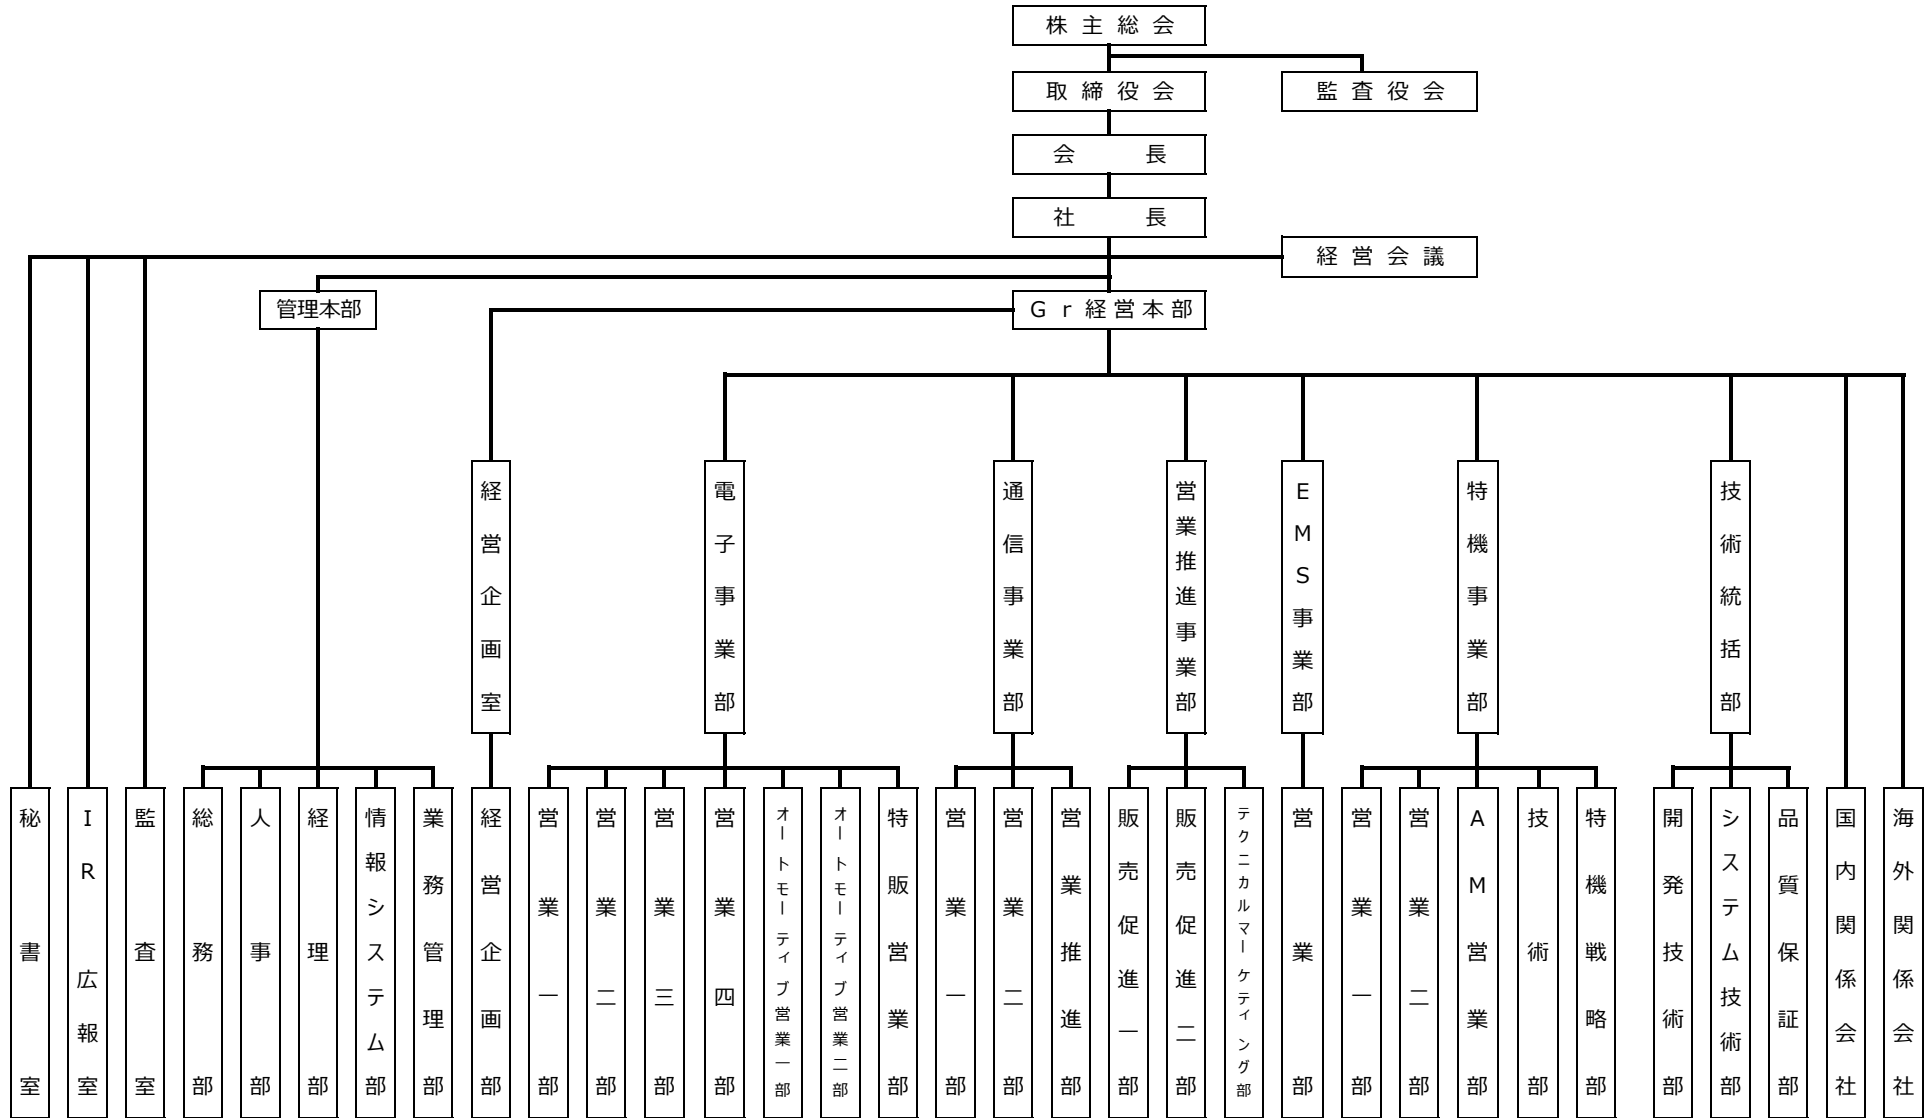 株主総会
取締役会
監査役会
会長
社長
経営会議
管理本部
Gr経営本部
経営企画室
電子事業部
通信事業部
営業推進事業部
EMS事業部
特機事業部
技術統括部
秘書室
IR広報室
監査室
総務部
人事部
経理部
情報システム部
業務管理部
経営企画部
営業一部
営業二部
営業三部
営業四部
オートモーティブ営業一部
オートモーティブ営業二部
特販営業部
営業一部
営業二部
営業推進部
販売促進一部
販売促進二部
テクニカルマーケティング部
営業部
営業一部
営業二部
AM営業部
技術部
特機戦略部
開発技術部
システム技術部
品質保証部
国内関係会社
海外関係会社